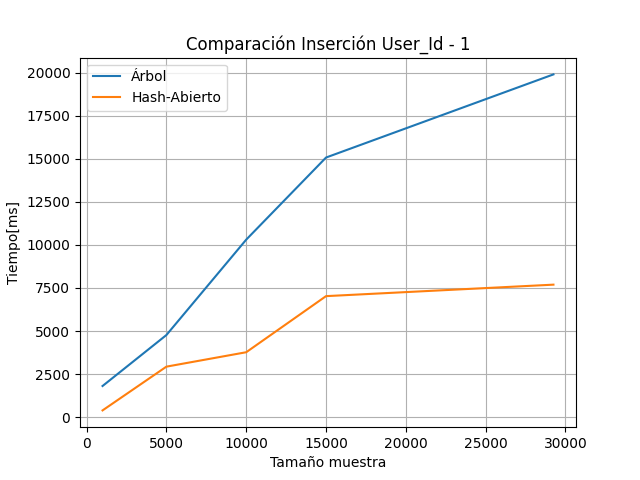 Comparación Inserción User_Id - 1
Árbol
Hash-Abierto
20000
17500
15000
12500
10000
7500
5000
2500
0
Tiempo[ms]
0 5000 10000 15000 20000 25000 30000
Tamaño muestra